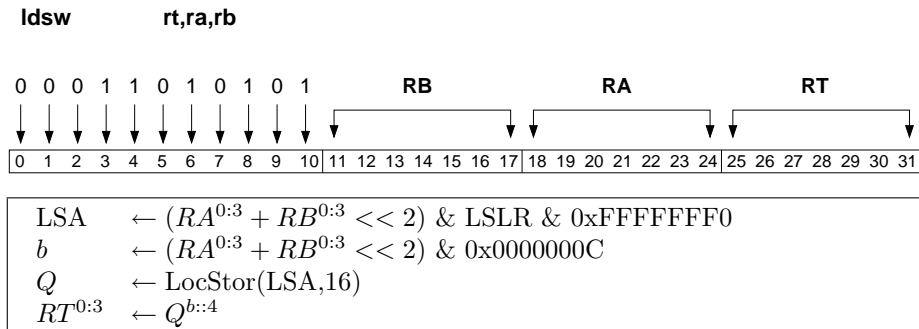 ldsw rt,ra,rb
0 0 0 1 1 0 1 0 1 0 1 RB RA RT
0 1 2 3 4 5 6 7 8 9 10 11 12 13 14 15 16 17 18 19 20 21 22 23 24 25 26 27 28 29 30 31
LSA ← (RA^{0:3} + RB^{0:3} << 2) & LSLR & 0xFFFFFFF0
b ← (RA^{0:3} + RB^{0:3} << 2) & 0x0000000C
Q ← LocStor(LSA,16)
RT^{0:3} ← Q^{b::4}